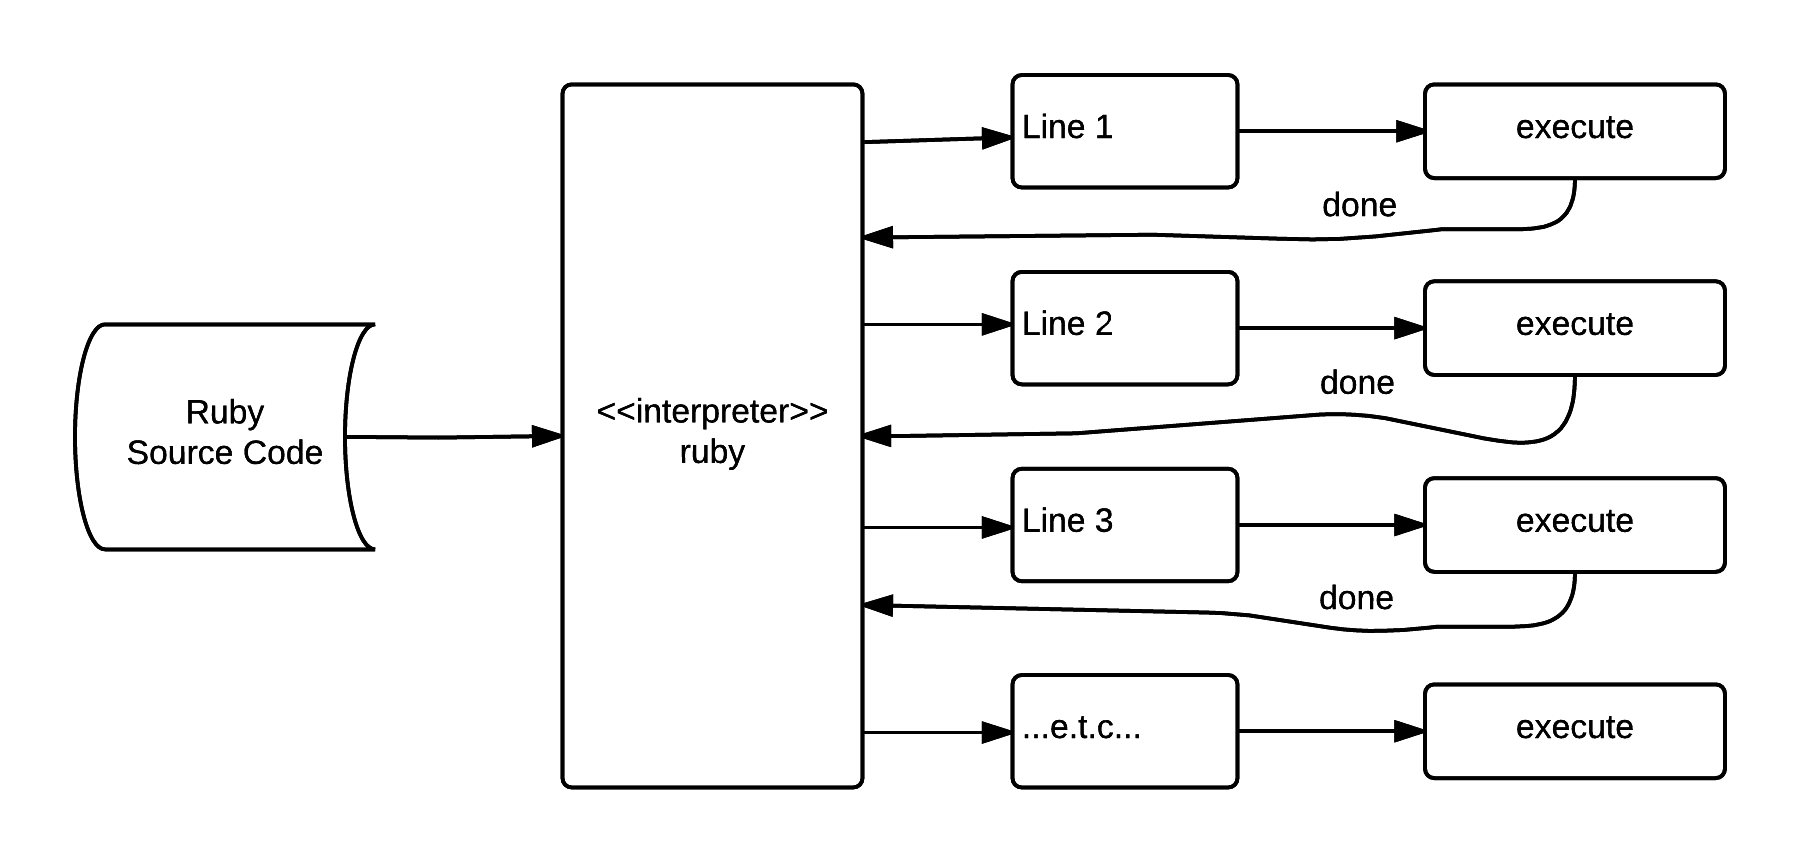 Ruby
Source Code
<<interpreter>>
ruby
Line 1
execute
done
Line 2
execute
done
Line 3
execute
done
...e.t.c...
execute